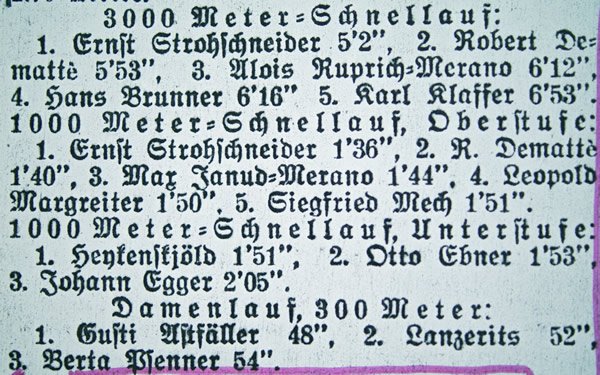 3000 Meter=Schnellauf:
1. Ernst Strohschneider 5'2", 2. Robert De=
mattè 5'53", 3. Alois Ruprich=Merano 6'12",
4. Hans Brunner 6'16" 5. Karl Klaffer 6'53".
1000 Meter=Schnellauf, Oberstufe:
1. Ernst Strohschneider 1'36", 2. R. Demattè
1'40", 3. Max Janud=Merano 1'44", 4. Leopold
Margreiter 1'50", 5. Siegfried Mech 1'51".
1000 Meter=Schnellauf, Unterstufe:
1. Heykenskjöld 1'51", 2. Otto Ebner 1'53",
3. Johann Egger 2'05".
Damenlauf, 300 Meter:
1. Gusti Astfäller 48", 2. Lanzerits 52",
3. Berta Psenner 54".